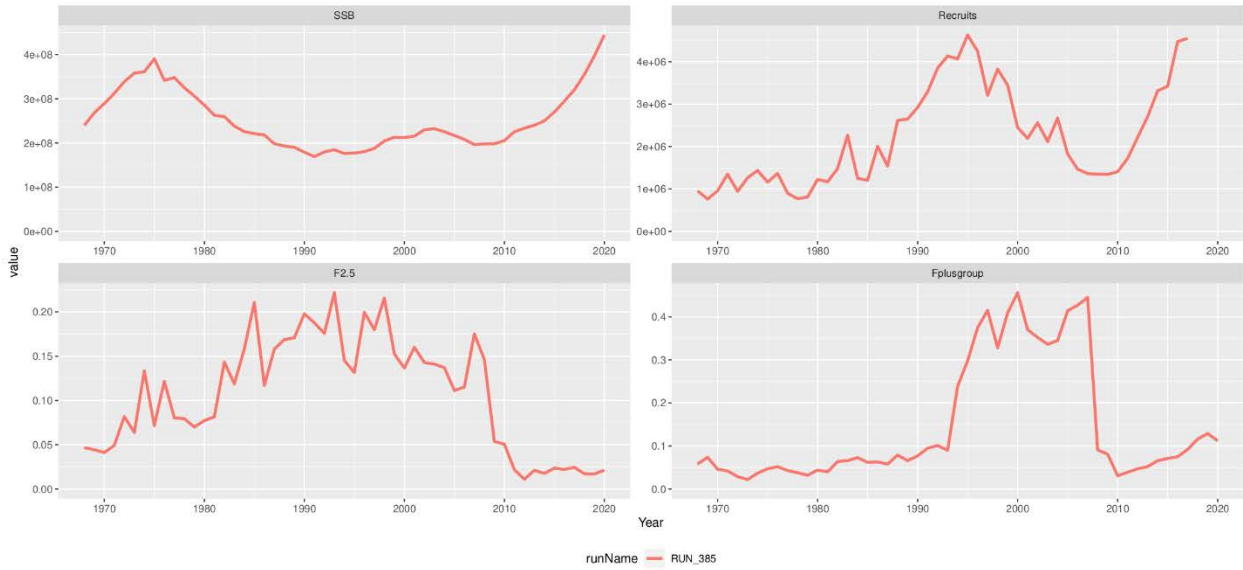 SSB
Recruits
4e+08
3e+08
2e+08
1e+08
0e+00
4e+06
3e+06
2e+06
1e+06
0e+00
1970 1980 1990 2000 2010 2020
1970 1980 1990 2000 2010 2020
value
F2.5
Fplusgroup
0.20
0.15
0.10
0.05
0.00
0.4
0.3
0.2
0.1
0.0
1970 1980 1990 2000 2010 2020
1970 1980 1990 2000 2010 2020
Year
runName RUN_385